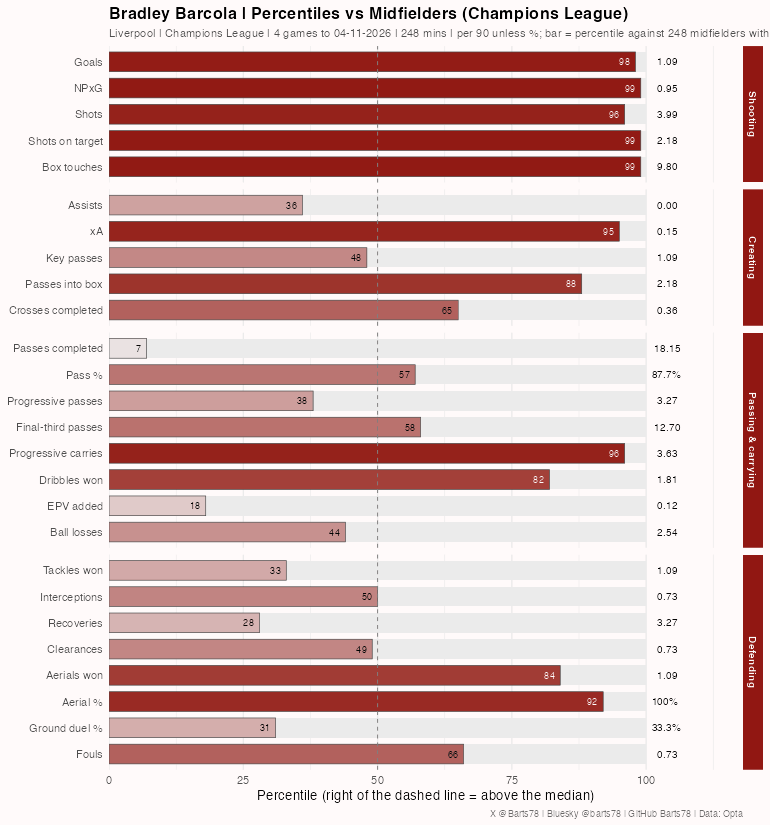 Bradley Barcola | Percentiles vs Midfielders (Champions League)
Liverpool | Champions League | 4 games to 04-11-2026 | 248 mins | per 90 unless %; bar = percentile against 248 midfielders with
Goals 98 1.09
NPxG 99 0.95
Shots 96 3.99
Shots on target 99 2.18
Box touches 99 9.80
Shooting
Assists 36 0.00
xA 95 0.15
Key passes 48 1.09
Passes into box 88 2.18
Crosses completed 65 0.36
Creating
Passes completed 7 18.15
Pass % 57 87.7%
Progressive passes 38 3.27
Final-third passes 58 12.70
Progressive carries 96 3.63
Dribbles won 82 1.81
EPV added 18 0.12
Ball losses 44 2.54
Passing & carrying
Tackles won 33 1.09
Interceptions 50 0.73
Recoveries 28 3.27
Clearances 49 0.73
Aerials won 84 1.09
Aerial % 92 100%
Ground duel % 31 33.3%
Fouls 66 0.73
Defending
0 25 50 75 100
Percentile (right of the dashed line = above the median)
X @Barts78 | Bluesky @barts78 | GitHub Barts78 | Data: Opta